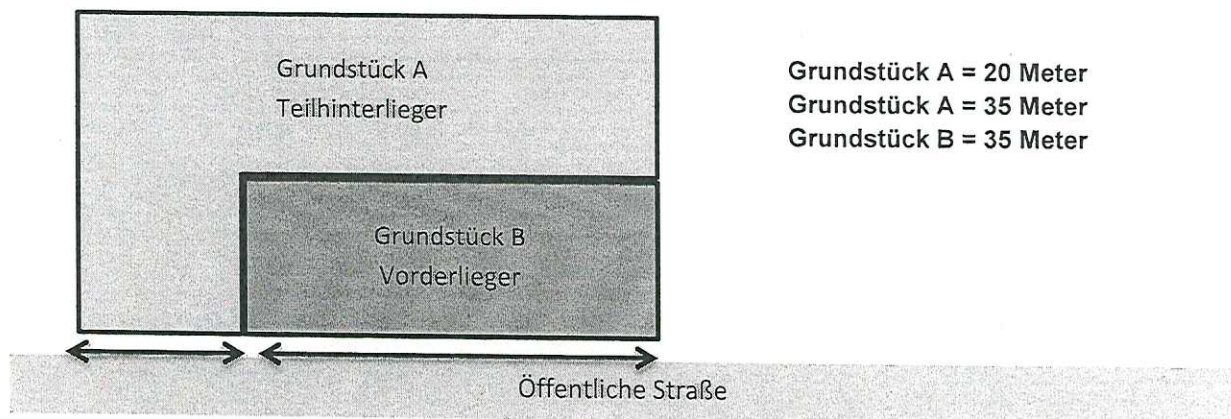 Grundstück A
Teilhinterlieger
Grundstück B
Vorderlieger
Öffentliche Straße
Grundstück A = 20 Meter
Grundstück A = 35 Meter
Grundstück B = 35 Meter